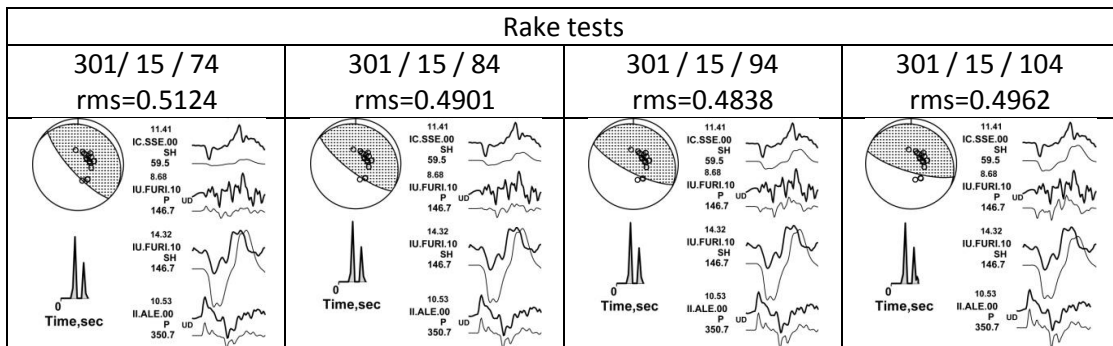 Rake tests
301/ 15 / 74
rms=0.5124
301 / 15 / 84
rms=0.4901
301 / 15 / 94
rms=0.4838
301 / 15 / 104
rms=0.4962
11.41
IC.SSE.00
SH
59.5
8.68
IU.FURI.10
P UD
146.7
14.32
IU.FURI.10
SH
146.7
0
Time,sec
10.53
II.ALE.00
P UD
350.7
11.41
IC.SSE.00
SH
59.5
8.68
IU.FURI.10
P UD
146.7
14.32
IU.FURI.10
SH
146.7
0
Time,sec
10.53
II.ALE.00
P UD
350.7
11.41
IC.SSE.00
SH
59.5
8.68
IU.FURI.10
P UD
146.7
14.32
IU.FURI.10
SH
146.7
0
Time,sec
10.53
II.ALE.00
P UD
350.7
11.41
IC.SSE.00
SH
59.5
8.68
IU.FURI.10
P UD
146.7
14.32
IU.FURI.10
SH
146.7
0
Time,sec
10.53
II.ALE.00
P UD
350.7